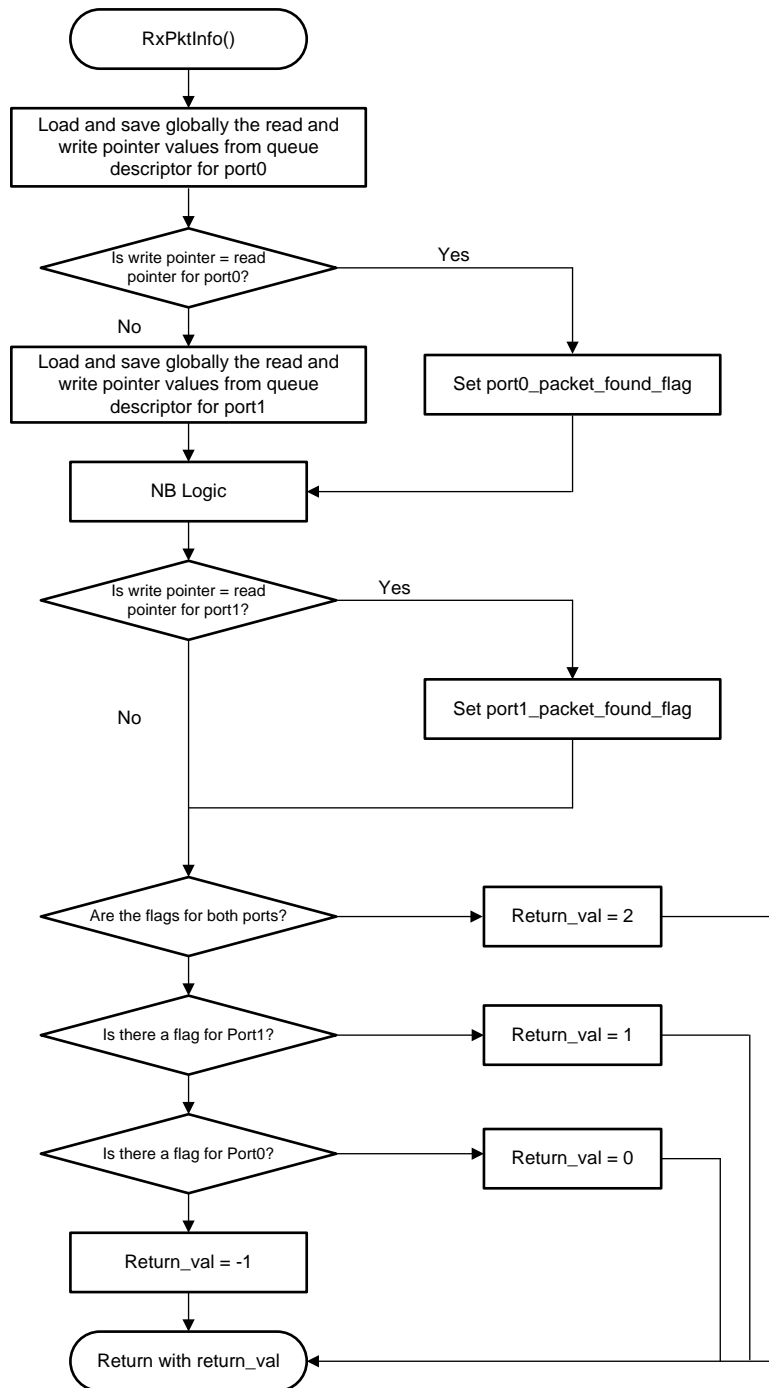 RxPktInfo()
Load and save globally the read and
write pointer values from queue
descriptor for port0
Is write pointer = read
pointer for port0?
Yes
No
Load and save globally the read and
write pointer values from queue
descriptor for port1
Set port0_packet_found_flag
NB Logic
Is write pointer = read
pointer for port1?
Yes
No
Set port1_packet_found_flag
Are the flags for both ports?
Return_val = 2
Is there a flag for Port1?
Return_val = 1
Is there a flag for Port0?
Return_val = 0
Return_val = -1
Return with return_val